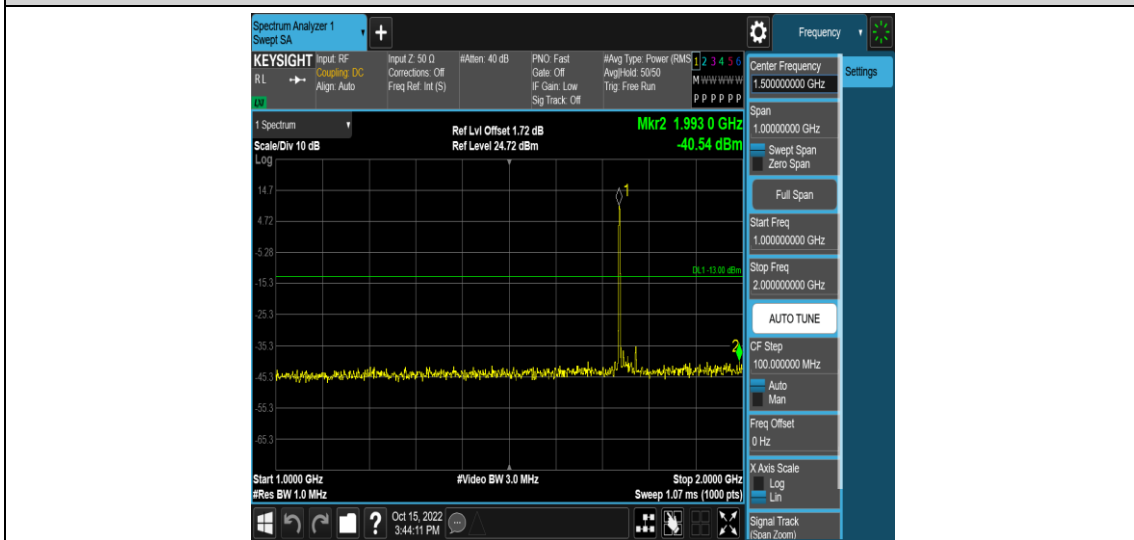 Spectrum Analyzer 1
Swept SA
+
Frequency
KEYSIGHT
RL
Input: RF
Coupling: DC
Align: Auto
Input Z: 50 Ω
Corrections: Off
Freq Ref: Int (S)
#Atten: 40 dB
PNO: Fast
Gate: Off
IF Gain: Low
Sig Track: Off
#Avg Type: Power (RMS
Avg|Hold: 50/50
Trig: Free Run
1 2 3 4 5 6
M W W W W W
P P P P P P
Center Frequency
1.500000000 GHz
Settings
Span
1.00000000 GHz
Swept Span
Zero Span
Full Span
Start Freq
1.000000000 GHz
Stop Freq
2.000000000 GHz
AUTO TUNE
CF Step
100.000000 MHz
Auto
Man
Freq Offset
0 Hz
X Axis Scale
Log
Lin
Signal Track
(Span Zoom)
1 Spectrum
Scale/Div 10 dB
Ref Lvl Offset 1.72 dB
Ref Level 24.72 dBm
Mkr2 1.993 0 GHz
-40.54 dBm
Log
14.7
4.72
-5.28
-15.3
-25.3
-35.3
-45.3
-55.3
-65.3
1
DL1 -13.00 dBm
2
Start 1.0000 GHz
#Res BW 1.0 MHz
#Video BW 3.0 MHz
Stop 2.0000 GHz
Sweep 1.07 ms (1000 pts)
?
Oct 15, 2022
3:44:11 PM